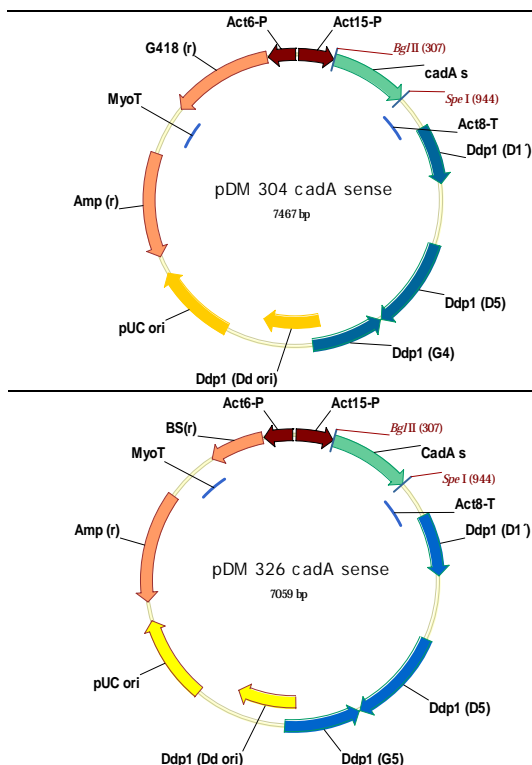 Act6-P
Act15-P
G418 (r)
BglII (307)
cadA s
SpeI (944)
MyoT
Act8-T
Ddp1 (D1´)
pDM 304 cadA sense
7467 bp
Amp (r)
Ddp1 (D5)
pUC ori
Ddp1 (G4)
Ddp1 (Dd ori)
Act6-P
Act15-P
BS(r)
BglII (307)
CadA s
MyoT
SpeI (944)
Act8-T
Ddp1 (D1´)
Amp (r)
pDM 326 cadA sense
7059 bp
pUC ori
Ddp1 (D5)
Ddp1 (Dd ori)
Ddp1 (G5)